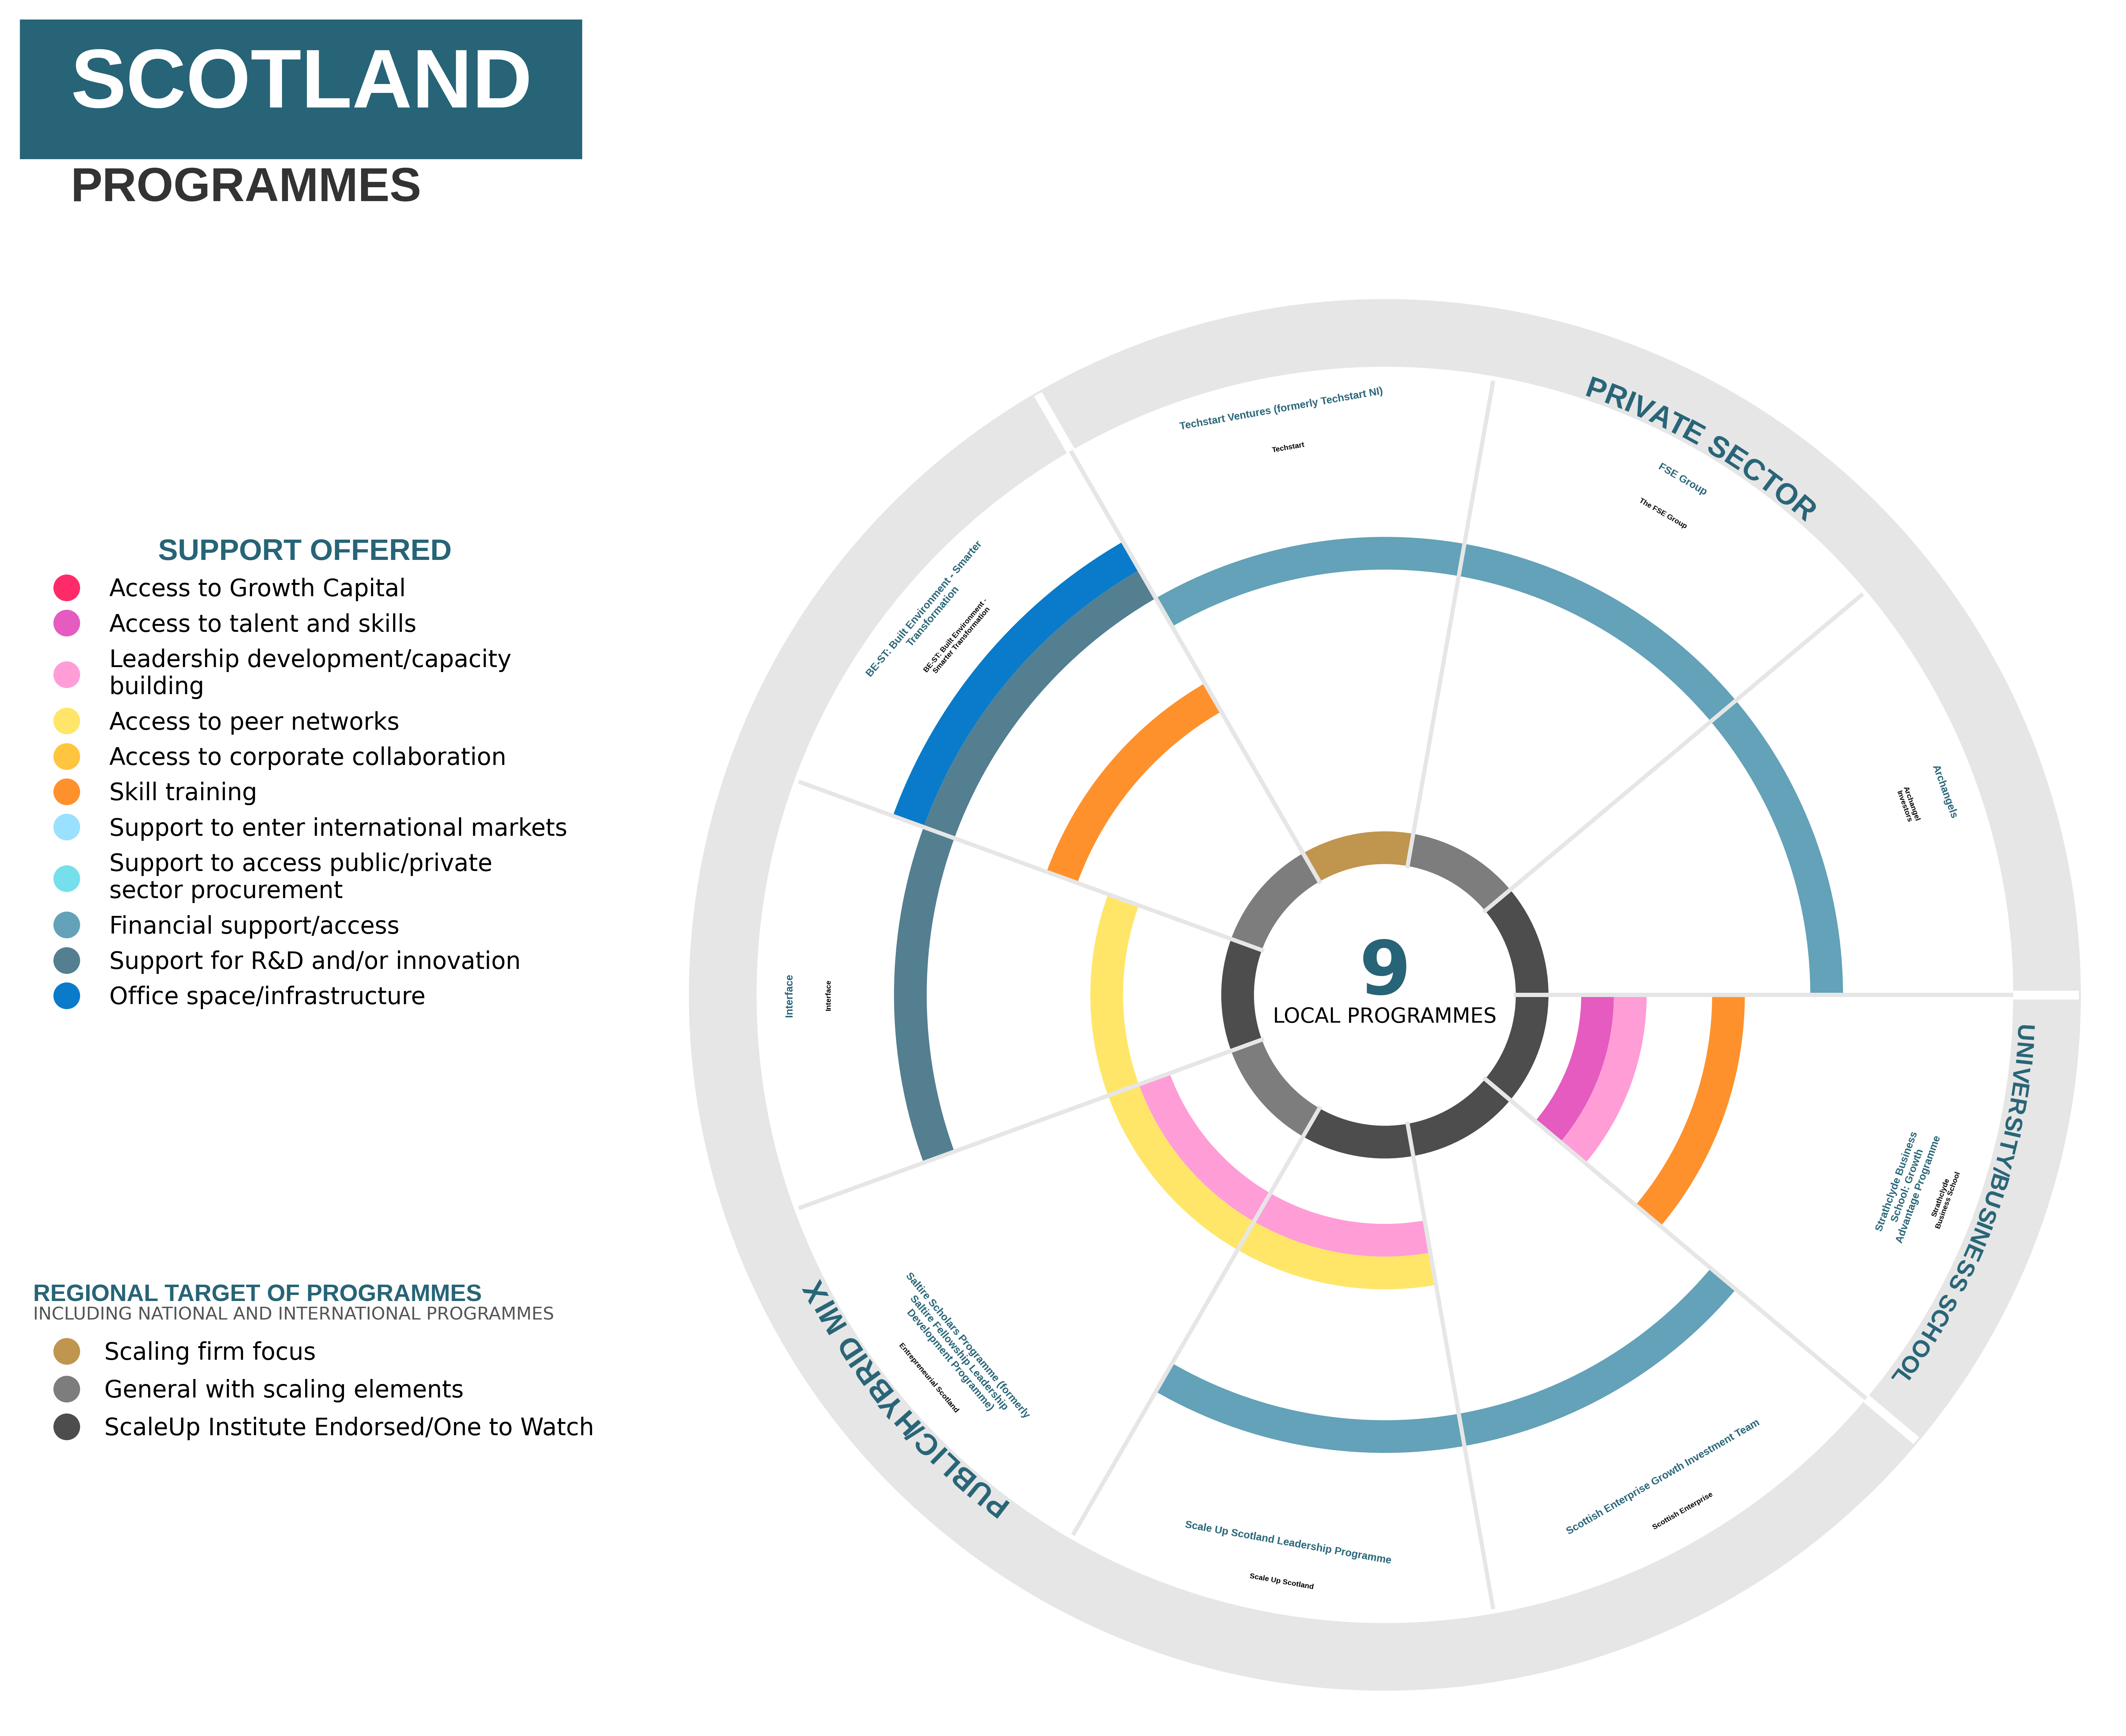 SCOTLAND
PROGRAMMES
SUPPORT OFFERED
Access to Growth Capital
Access to talent and skills
Leadership development/capacity
building
Access to peer networks
Access to corporate collaboration
Skill training
Support to enter international markets
Support to access public/private
sector procurement
Financial support/access
Support for R&D and/or innovation
Office space/infrastructure
REGIONAL TARGET OF PROGRAMMES
INCLUDING NATIONAL AND INTERNATIONAL PROGRAMMES
Scaling firm focus
General with scaling elements
ScaleUp Institute Endorsed/One to Watch
9
LOCAL PROGRAMMES
PRIVATE SECTOR
Techstart Ventures (formerly Techstart NI)
Techstart
FSE Group
The FSE Group
Archangels
Archangel
Investors
UNIVERSITY/BUSINESS SCHOOL
Strathclyde Business
School: Growth
Advantage Programme
Strathclyde
Business School
PUBLIC/HYBRID MIX
Scottish Enterprise Growth Investment Team
Scottish Enterprise
Scale Up Scotland Leadership Programme
Scale Up Scotland
Saltire Scholars Programme (formerly
Saltire Fellowship Leadership
Development Programme)
Entrepreneurial Scotland
Interface
Interface
BE-ST: Built Environment - Smarter
Transformation
BE-ST: Built Environment -
Smarter Transformation